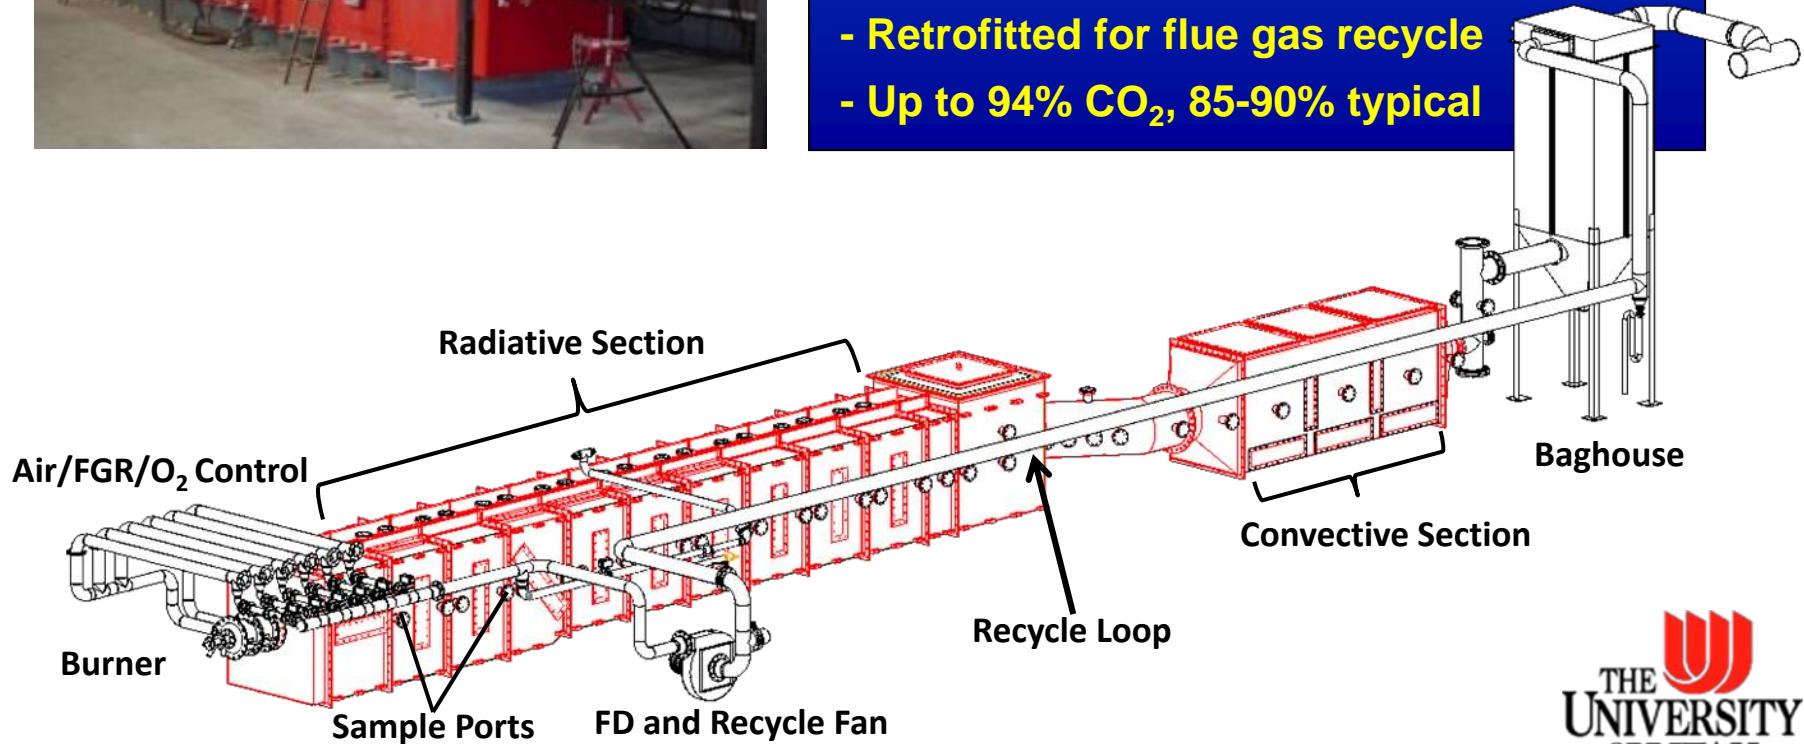 - Retrofitted for flue gas recycle
- Up to 94% CO₂, 85-90% typical
Radiative Section
Air/FGR/O₂ Control
Baghouse
Convective Section
Recycle Loop
Burner
Sample Ports
FD and Recycle Fan
THE
UNIVERSITY